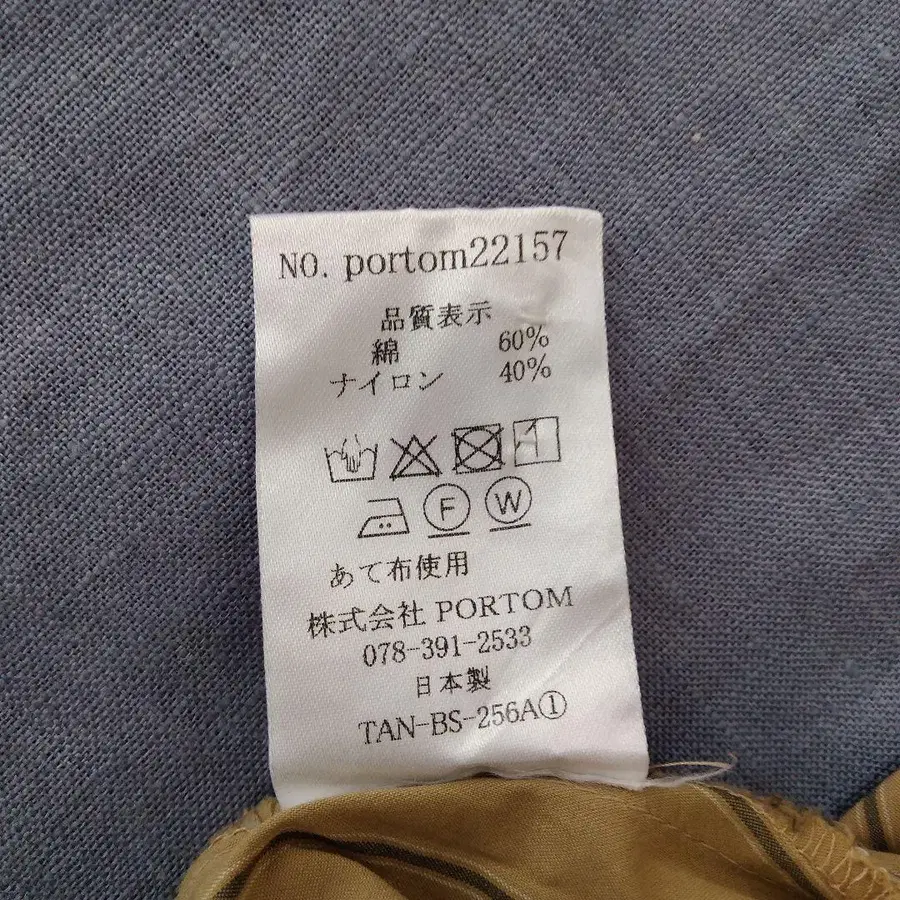 NO. portom22157
品質表示
綿 60%
ナイロン 40%
F W
あて布使用
株式会社 PORTOM
078-391-2533
日本製
TAN-BS-256A①